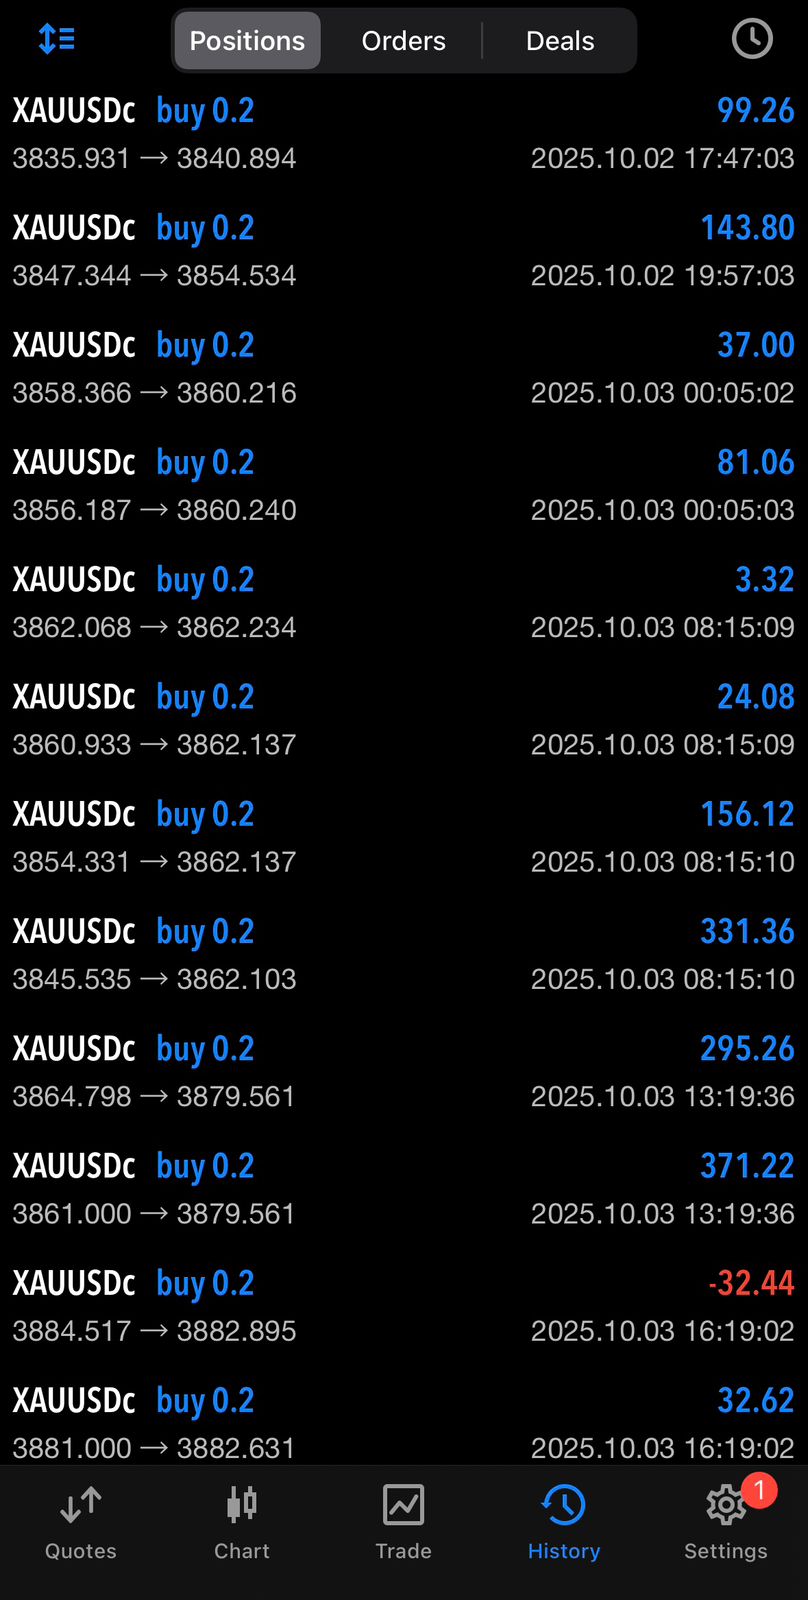 Positions Orders Deals
XAUUSDc buy 0.2 99.26
3835.931 → 3840.894 2025.10.02 17:47:03
XAUUSDc buy 0.2 143.80
3847.344 → 3854.534 2025.10.02 19:57:03
XAUUSDc buy 0.2 37.00
3858.366 → 3860.216 2025.10.03 00:05:02
XAUUSDc buy 0.2 81.06
3856.187 → 3860.240 2025.10.03 00:05:03
XAUUSDc buy 0.2 3.32
3862.068 → 3862.234 2025.10.03 08:15:09
XAUUSDc buy 0.2 24.08
3860.933 → 3862.137 2025.10.03 08:15:09
XAUUSDc buy 0.2 156.12
3854.331 → 3862.137 2025.10.03 08:15:10
XAUUSDc buy 0.2 331.36
3845.535 → 3862.103 2025.10.03 08:15:10
XAUUSDc buy 0.2 295.26
3864.798 → 3879.561 2025.10.03 13:19:36
XAUUSDc buy 0.2 371.22
3861.000 → 3879.561 2025.10.03 13:19:36
XAUUSDc buy 0.2 -32.44
3884.517 → 3882.895 2025.10.03 16:19:02
XAUUSDc buy 0.2 32.62
3881.000 → 3882.631 2025.10.03 16:19:02
1
Quotes Chart Trade History Settings